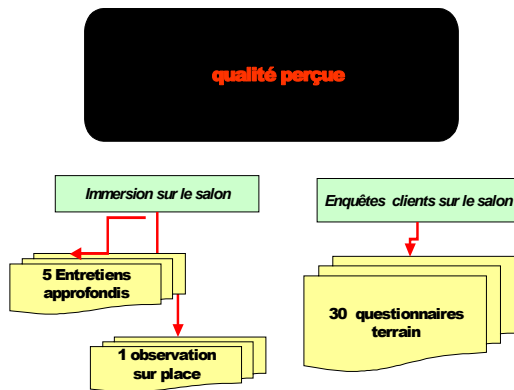 qualité perçue
Immersion sur le salon
Enquêtes clients sur le salon
5 Entretiens
approfondis
30 questionnaires
terrain
1 observation
sur place